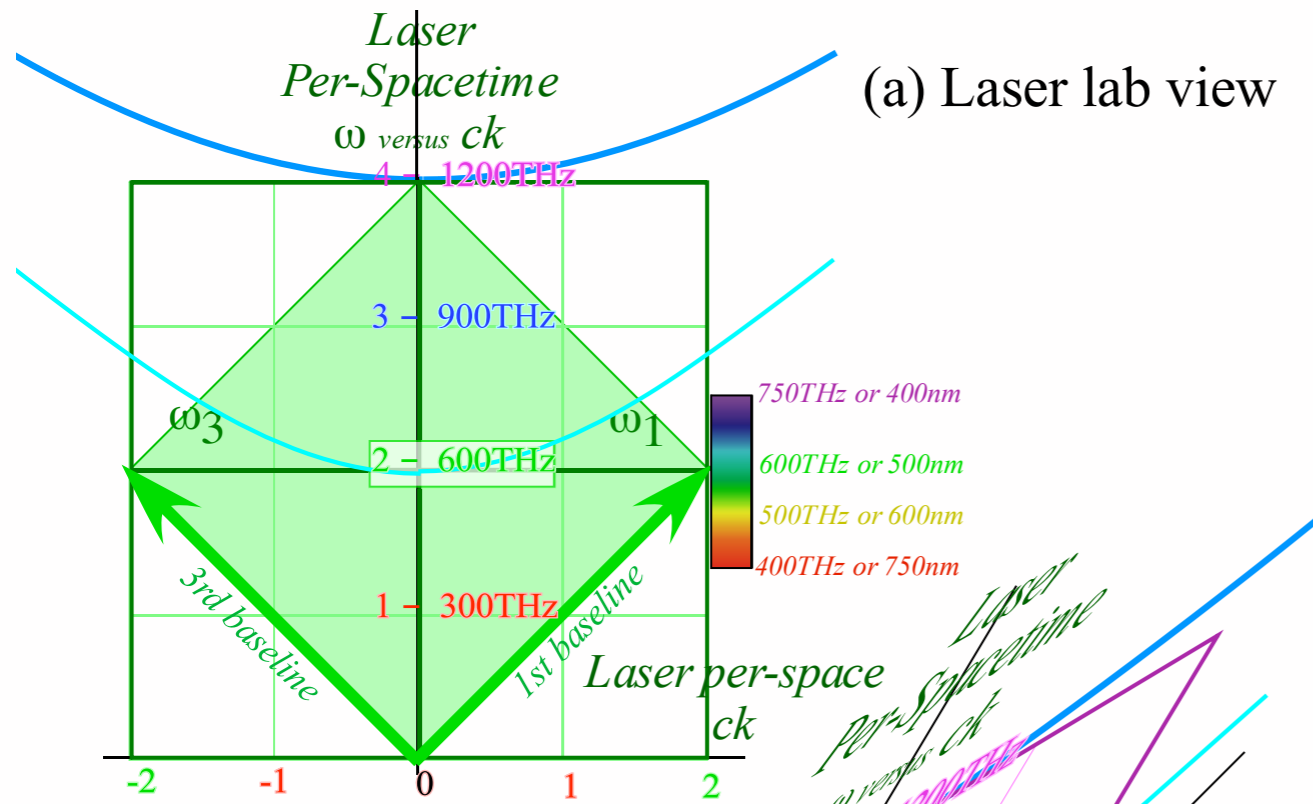 Laser
Per-Spacetime
ω versus ck
(a) Laser lab view
4 - 1200THz
3 - 900THz
750THz or 400nm
ω3
ω1
2 - 600THz
600THz or 500nm
500THz or 600nm
400THz or 750nm
3rd baseline
1 - 300THz
1st baseline
Laser per-space
ck
-2
-1
0
1
2
Laser
Per-Spacetime
ω versus ck
1200THz